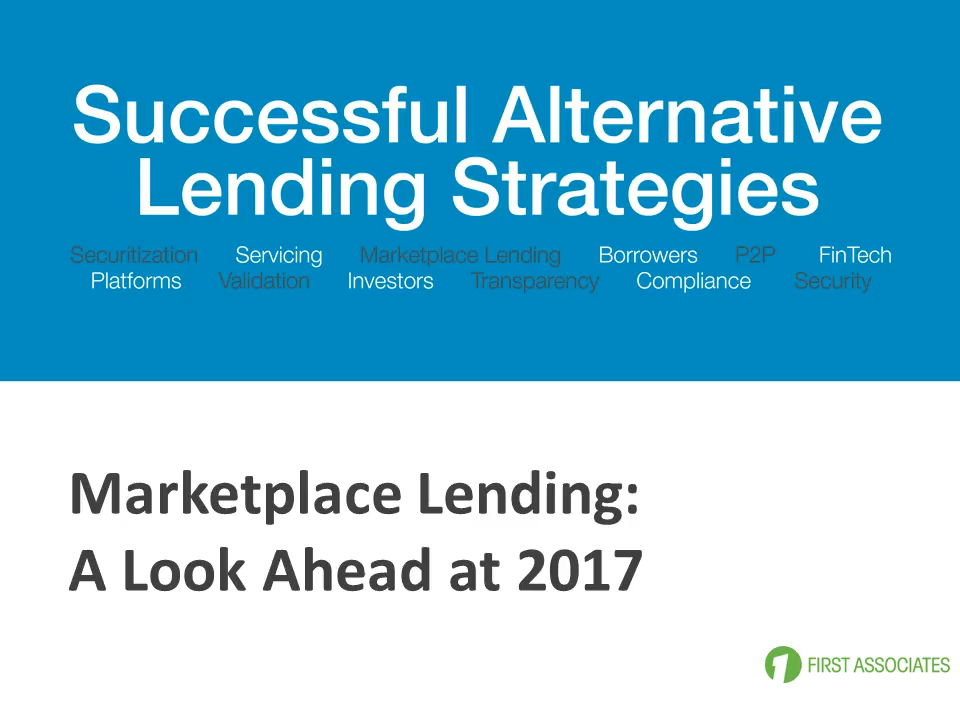 Successful Alternative
Lending Strategies
Securitization Servicing Marketplace Lending Borrowers P2P FinTech
Platforms Validation Investors Transparency Compliance Security
Marketplace Lending:
A Look Ahead at 2017
1 FIRST ASSOCIATES